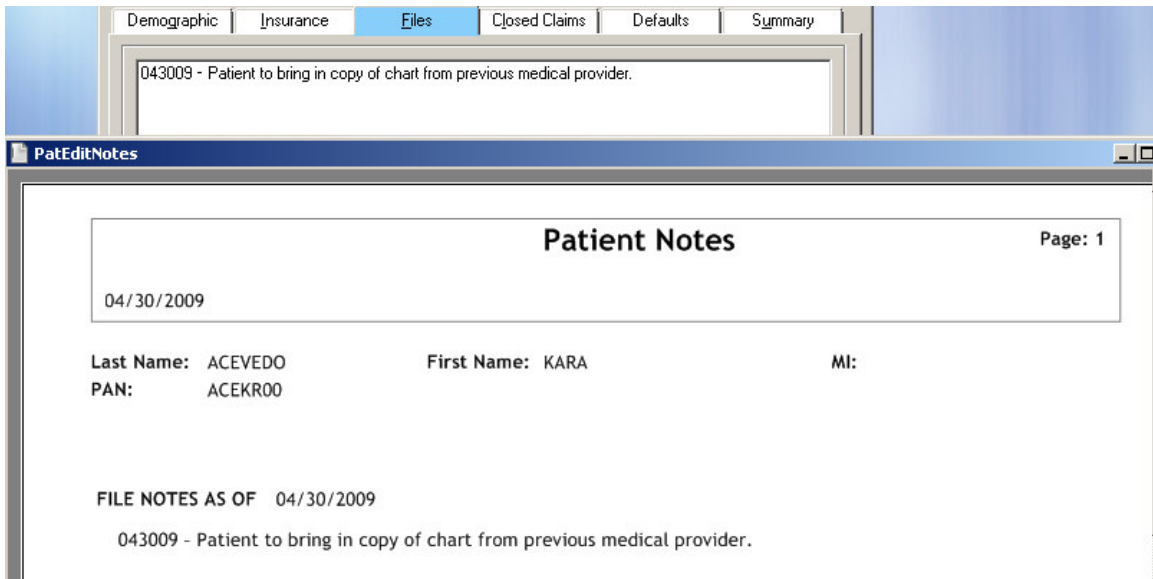 Demographic Insurance Files Closed Claims Defaults Summary
043009 - Patient to bring in copy of chart from previous medical provider.
PatEditNotes
Patient Notes Page: 1
04/30/2009
Last Name: ACEVEDO First Name: KARA MI:
PAN: ACEKR00
FILE NOTES AS OF 04/30/2009
043009 - Patient to bring in copy of chart from previous medical provider.